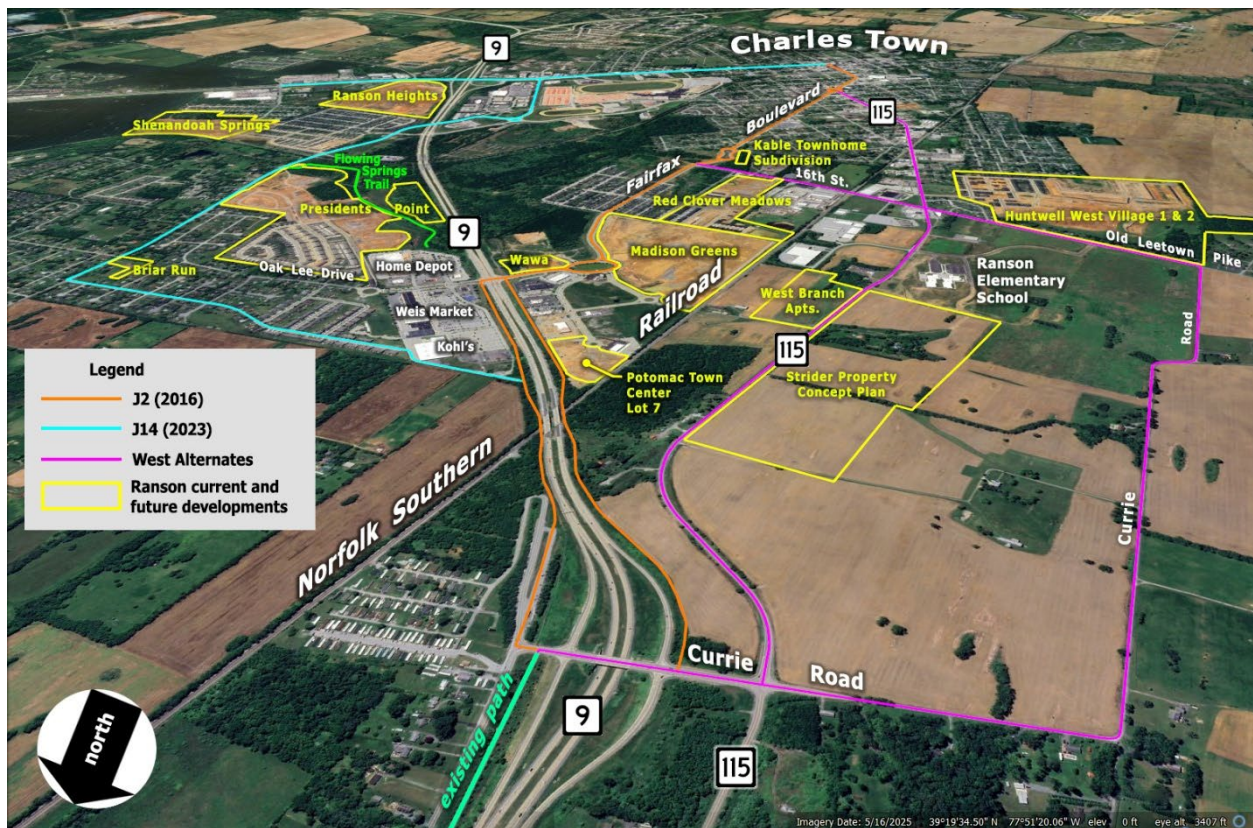 Charles Town
9
Ranson Heights
Shenandoah Springs
Boulevard
115
Kable Townhome
Subdivision
Fairfax
16th St.
Flowing
Springs
Trail
Red Clover Meadows
Presidents
Point
Huntwell West Village 1 & 2
9
Old Leetown
Pike
Madison Greens
Wawa
Briar Run
Oak Lee Drive
Home Depot
Ranson
Elementary
School
West Branch
Apts.
Railroad
Weis Market
Road
Kohl's
115
Potomac Town
Center
Lot 7
Strider Property
Concept Plan
Legend
J2 (2016)
J14 (2023)
West Alternates
Ranson current and
future developments
Norfolk Southern
Currie
Currie
Road
north
existing path
9
115
Imagery Date: 5/16/2025 39°19'34.50" N 77°51'20.06" W elev 0 ft eye alt 3407 ft